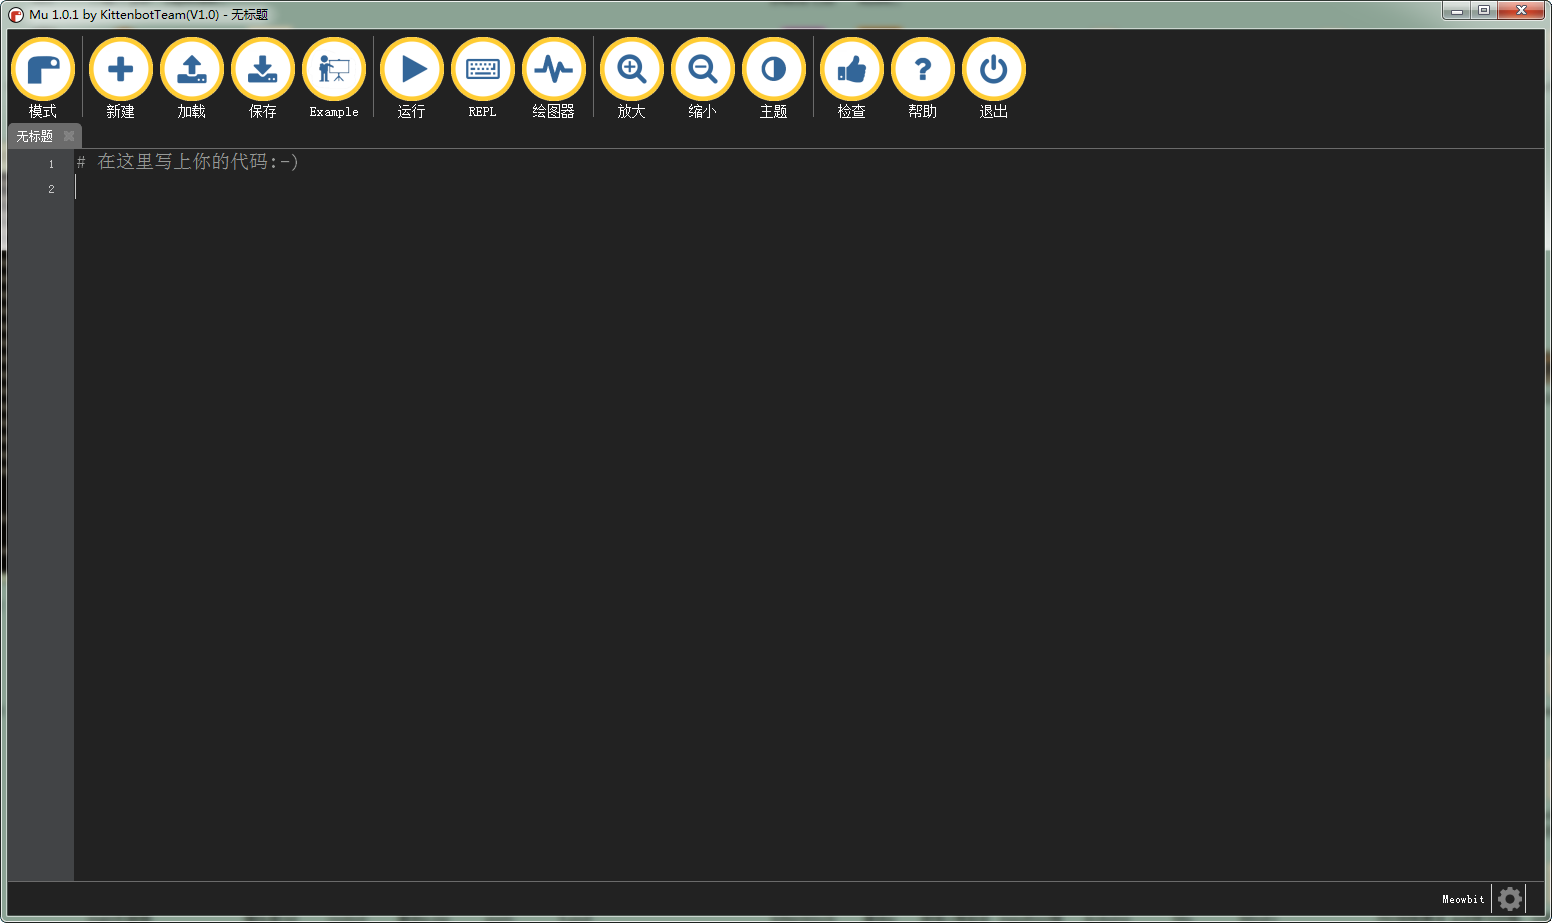 Mu 1.0.1 by KittenbotTeam(V1.0) - 无标题
模式 新建 加载 保存 Example 运行 REPL 绘图器 放大 缩小 主题 检查 帮助 退出
无标题
1 # 在这里写上你的代码:-)
2
Meowbit